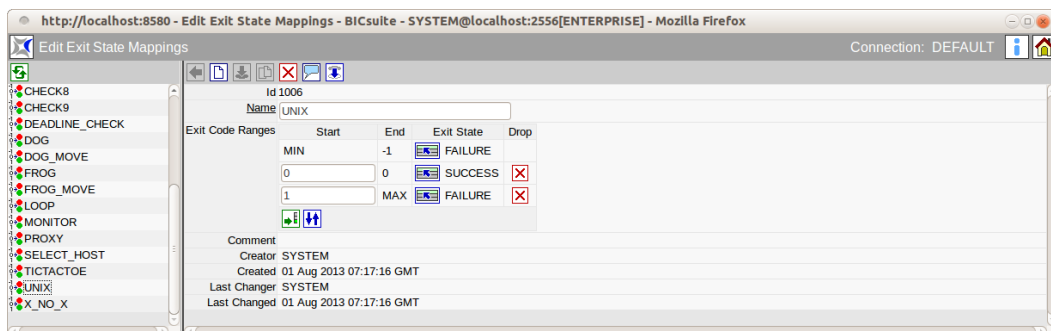 http://localhost:8580 - Edit Exit State Mappings - BICsuite - SYSTEM@localhost:2556[ENTERPRISE] - Mozilla Firefox
Edit Exit State Mappings Connection: DEFAULT
CHECK8
CHECK9
DEADLINE_CHECK
DOG
DOG_MOVE
FROG
FROG_MOVE
LOOP
MONITOR
PROXY
SELECT_HOST
TICTACTOE
UNIX
X_NO_X
Id 1006
Name UNIX
Exit Code Ranges Start End Exit State Drop
MIN -1 FAILURE
0 0 SUCCESS
1 MAX FAILURE
Comment
Creator SYSTEM
Created 01 Aug 2013 07:17:16 GMT
Last Changer SYSTEM
Last Changed 01 Aug 2013 07:17:16 GMT